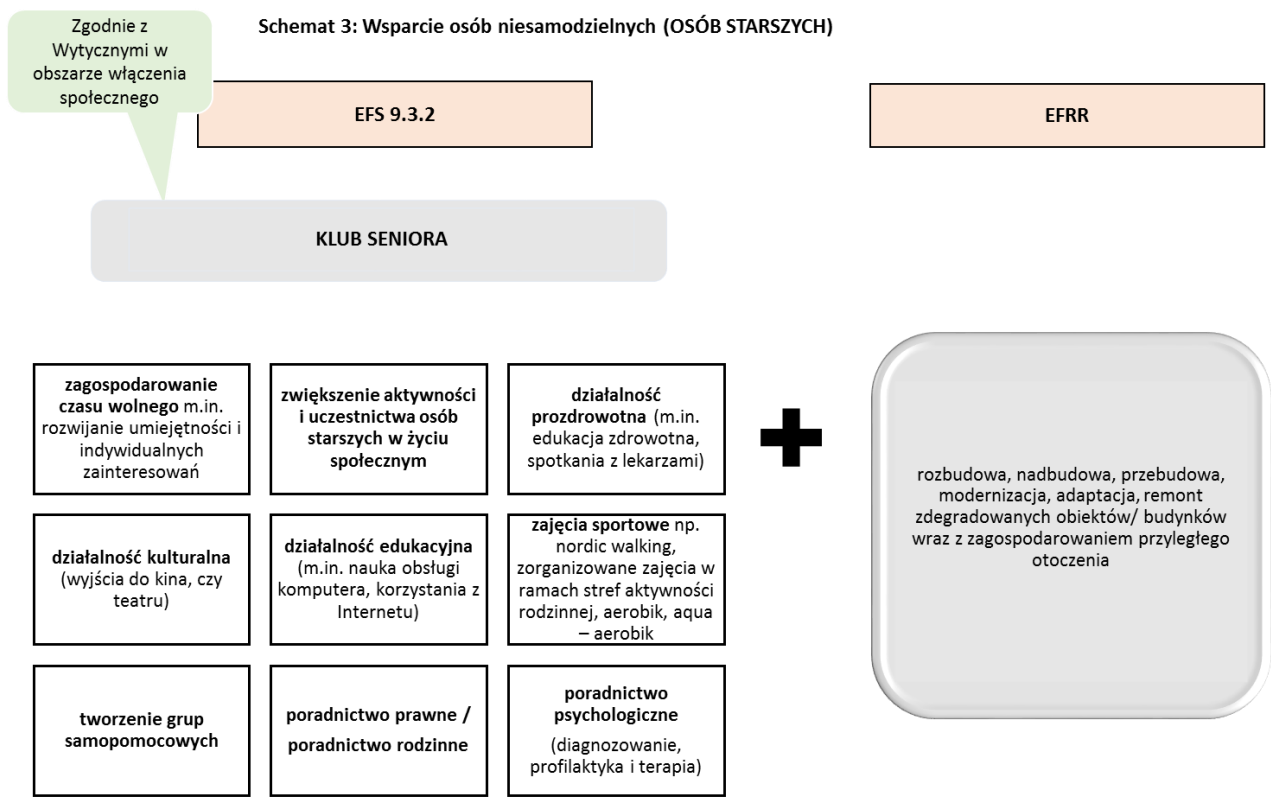 Zgodnie z
Wytycznymi w
obszarze włączenia
społecznego
Schemat 3: Wsparcie osób niesamodzielnych (OSÓB STARSZYCH)
EFS 9.3.2
EFRR
KLUB SENIORA
zagospodarowanie
czasu wolnego m.in.
rozwijanie umiejętności i
indywidualnych
zainteresowań
zwiększenie aktywności
i uczestnictwa osób
starszych w życiu
społecznym
działalność
prozdrowotna (m.in.
edukacja zdrowotna,
spotkania z lekarzami)
działalność kulturalna
(wyjścia do kina, czy
teatru)
działalność edukacyjna
(m.in. nauka obsługi
komputera, korzystania z
Internetu)
zajęcia sportowe np.
nordic walking,
zorganizowane zajęcia w
ramach stref aktywności
rodzinnej, aerobik, aqua
– aerobik
tworzenie grup
samopomocowych
poradnictwo prawne /
poradnictwo rodzinne
poradnictwo
psychologiczne
(diagnozowanie,
profilaktyka i terapia)
rozbudowa, nadbudowa, przebudowa,
modernizacja, adaptacja, remont
zdegradowanych obiektów/ budynków
wraz z zagospodarowaniem przyległego
otoczenia